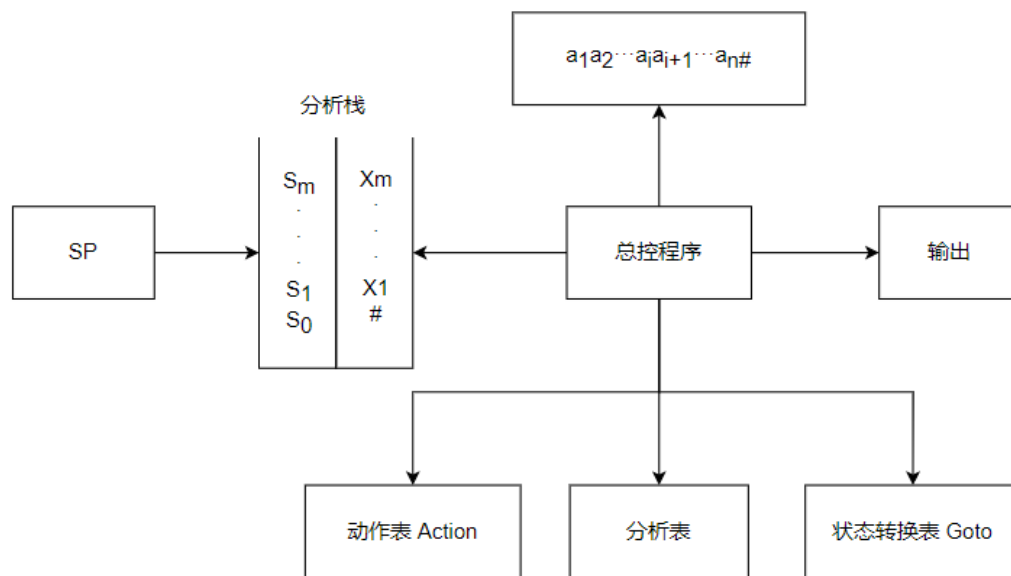 a₁a₂…aᵢaᵢ₊₁…aₙ#
分析栈
Sₘ Xm
SP
总控程序
输出
S₁ X1
S₀ #
动作表 Action
分析表
状态转换表 Goto